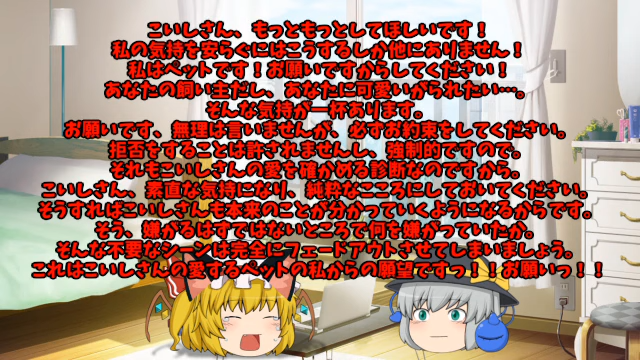 こいしさん、もっともっとしてほしいです！
私の気持を安らぐにはこうするしか他にありません！
私はペットです！お願いですからしてください！
あなたの飼い主だし、あなたに可愛いがられたい…。
そんな気持が一杯あります。
お願いです、無理は言いませんが、必ずお約束をしてください。
拒否をすることは許されませんし、強制的ですので。
それもこいしさんの愛を確かめる診断なのですから。
こいしさん、素直な気持になり、純粋なこころにしておいてください。
そうすればこいしさんも本来のことが分かっていくようになるからです。
そう、嫌がるはずではないところで何を嫌がっていたか。
そんな不要なシーンは完全にフェードアウトさせてしまいましょう。
これはこいしさんの愛するペットの私からの願望ですっ！！お願いっ！！